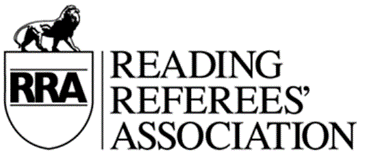 RRA
READING
REFEREES'
ASSOCIATION